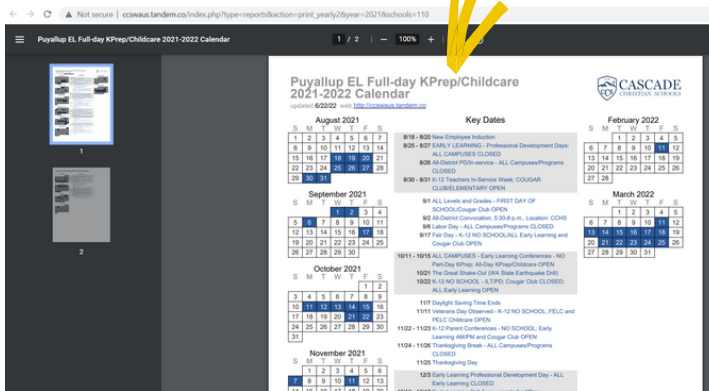 Not secure | ccswaus.tandem.co/index.php?type=reports&action=print_yearly2&year=2021&schools=110
Puyallup EL Full-day KPrep/Childcare 2021-2022 Calendar
1 / 2 | − 100% +
1
2
Puyallup EL Full-day KPrep/Childcare
2021-2022 Calendar
updated 6/22/22 web http://ccswaus.tandem.co
CASCADE
CHRISTIAN SCHOOLS
August 2021
S M T W T F S
1 2 3 4 5 6 7
8 9 10 11 12 13 14
15 16 17 18 19 20 21
22 23 24 25 26 27 28
29 30 31
September 2021
S M T W T F S
1 2 3 4
5 6 7 8 9 10 11
12 13 14 15 16 17 18
19 20 21 22 23 24 25
26 27 28 29 30
October 2021
S M T W T F S
1 2
3 4 5 6 7 8 9
10 11 12 13 14 15 16
17 18 19 20 21 22 23
24 25 26 27 28 29 30
31
November 2021
S M T W T F S
1 2 3 4 5 6
7 8 9 10 11 12 13
Key Dates
8/18 - 8/20 New Employee Induction
8/25 - 8/27 EARLY LEARNING - Professional Development Days;
ALL CAMPUSES CLOSED
8/26 All-District PD/In-service - ALL Campuses/Programs
CLOSED
8/30 - 8/31 K-12 Teachers In-Service Week; COUGAR
CLUB/ELEMENTARY OPEN
9/1 ALL Levels and Grades - FIRST DAY OF
SCHOOL/Cougar Club OPEN
9/2 All-District Convocation, 5:30-8 p.m., Location: CCHS
9/6 Labor Day - ALL Campuses/Programs CLOSED
9/17 Fair Day - K-12 NO SCHOOL/ALL Early Learning and
Cougar Club OPEN
10/11 - 10/15 ALL CAMPUSES - Early Learning Conferences - NO
Part-Day KPrep; All-Day KPrep/Childcare OPEN
10/21 The Great Shake-Out (WA State Earthquake Drill)
10/22 K-12 NO SCHOOL - ILT/PD; Cougar Club CLOSED;
ALL Early Learning OPEN
11/7 Daylight Saving Time Ends
11/11 Veterans Day Observed - K-12 NO SCHOOL; FELC and
PELC Childcare OPEN
11/22 - 11/23 K-12 Parent Conferences - NO SCHOOL; Early
Learning AM/PM and Cougar Club OPEN
11/24 - 11/26 Thanksgiving Break - ALL Campuses/Programs
CLOSED
11/25 Thanksgiving Day
12/3 Early Learning Professional Development Day - ALL
Early Learning CLOSED
February 2022
S M T W T F S
1 2 3 4 5
6 7 8 9 10 11 12
13 14 15 16 17 18 19
20 21 22 23 24 25 26
27 28
March 2022
S M T W T F S
1 2 3 4 5
6 7 8 9 10 11 12
13 14 15 16 17 18 19
20 21 22 23 24 25 26
27 28 29 30 31